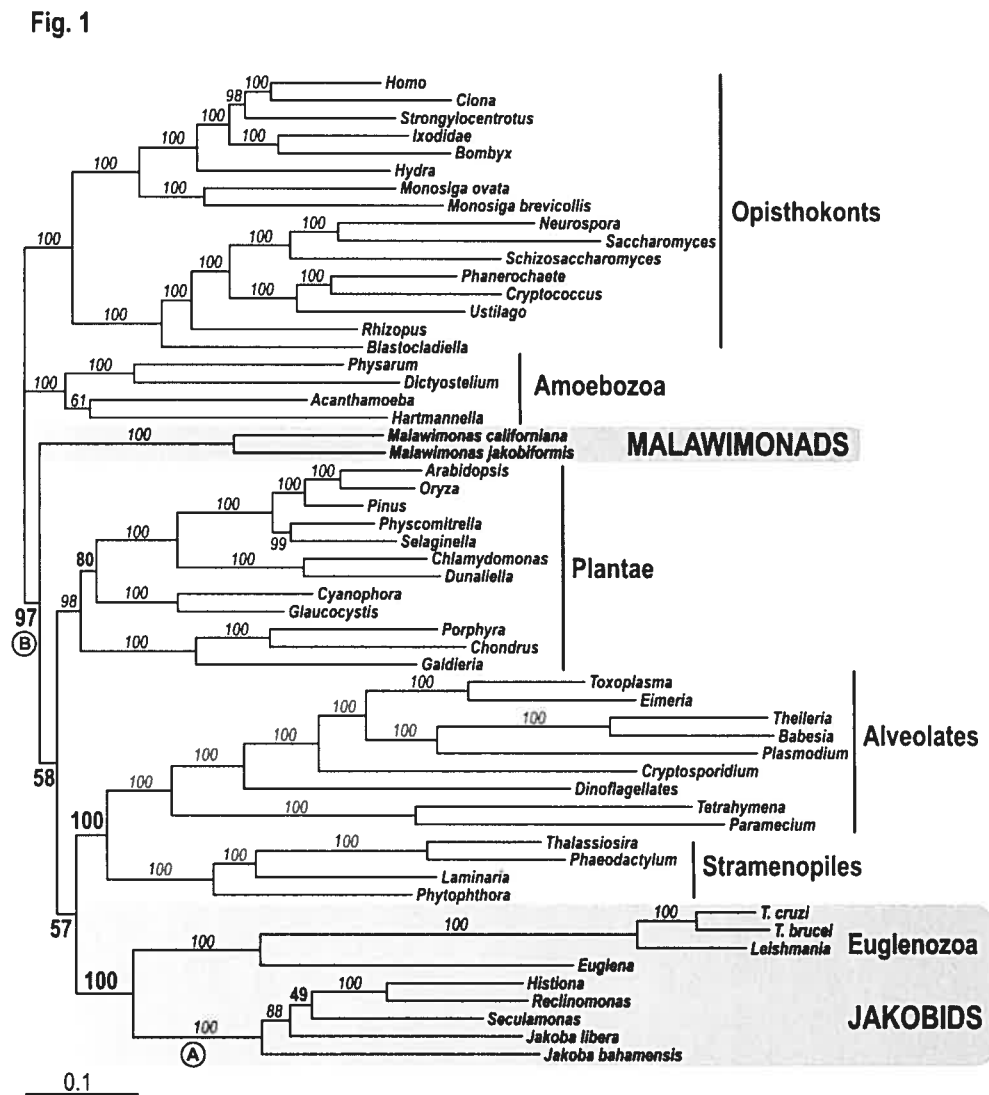 Fig. 1
100
Homo
98
Ciona
100
Strongylocentrotus
100
Ixodidae
100
Bombyx
100
Hydra
100
Monosiga ovata
Monosiga brevicollis
Opisthokonts
100
100
Neurospora
100
Saccharomyces
100
Schizosaccharomyces
100
Phanerochaete
100
100
Cryptococcus
Ustilago
100
Rhizopus
Blastocladiella
100
Physarum
100
Dictyostelium
61
Acanthamoeba
Hartmannella
Amoebozoa
100
Malawimonas californiana
Malawimonas jakobiformis
MALAWIMONADS
100
Arabidopsis
100
Oryza
100
Pinus
100
Physcomitrella
99
Selaginella
100
Chlamydomonas
Dunaliella
Plantae
80
98
100
Cyanophora
Glaucocystis
97
B
100
Porphyra
100
Chondrus
Galdieria
100
Toxoplasma
100
Eimeria
100
Theileria
100
Babesia
Plasmodium
Alveolates
100
100
Cryptosporidium
Dinoflagellates
58
100
Tetrahymena
Paramecium
100
100
Thalassiosira
100
Phaeodactylum
100
Laminaria
Phytophthora
Stramenopiles
57
100
T. cruzi
100
T. brucei
100
Leishmania
Euglenozoa
Euglena
100
100
Histiona
49
Reclinomonas
88
Seculamonas
100
Jakoba libera
A
Jakoba bahamensis
JAKOBIDS
0.1